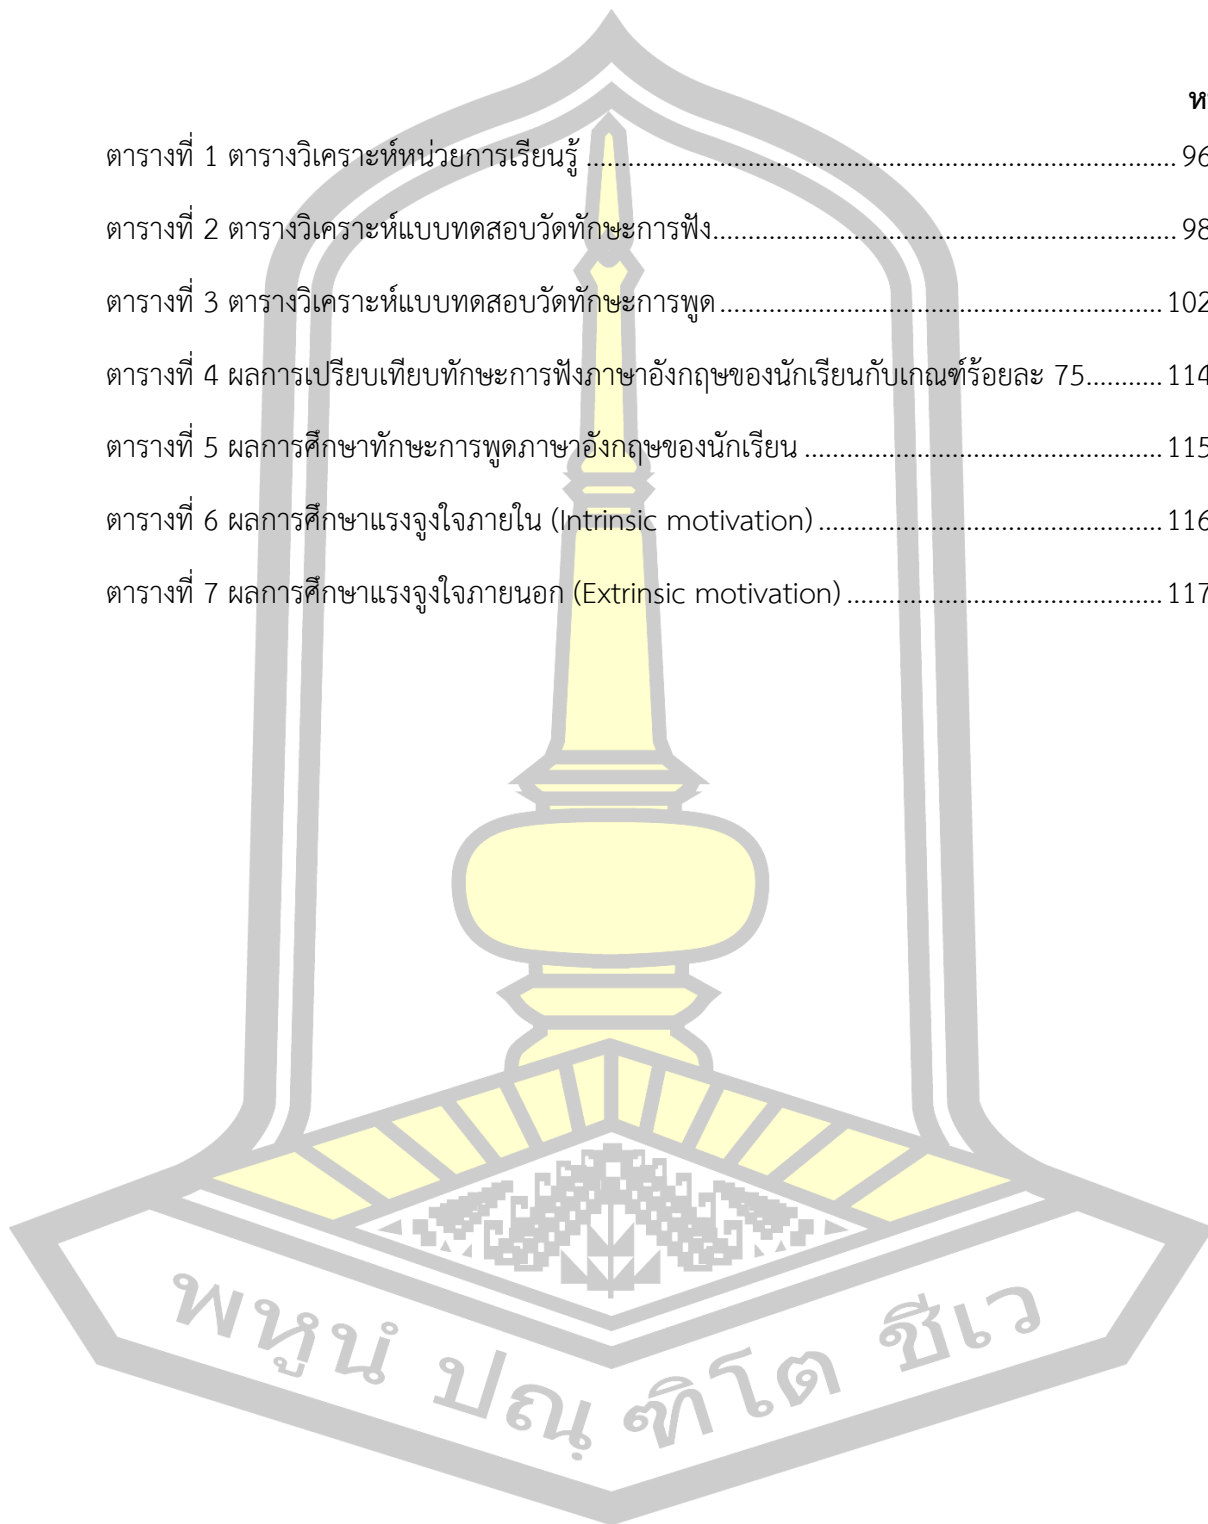 ห
ตารางที่ 1 ตารางวิเคราะห์หน่วยการเรียนรู้ ........................................................................................ 96
ตารางที่ 2 ตารางวิเคราะห์แบบทดสอบวัดทักษะการฟัง..................................................................... 98
ตารางที่ 3 ตารางวิเคราะห์แบบทดสอบวัดทักษะการพูด .................................................................. 102
ตารางที่ 4 ผลการเปรียบเทียบทักษะการฟังภาษาอังกฤษของนักเรียนกับเกณฑ์ร้อยละ 75........... 114
ตารางที่ 5 ผลการศึกษาทักษะการพูดภาษาอังกฤษของนักเรียน ..................................................... 115
ตารางที่ 6 ผลการศึกษาแรงจูงใจภายใน (Intrinsic motivation) ................................................... 116
ตารางที่ 7 ผลการศึกษาแรงจูงใจภายนอก (Extrinsic motivation) ............................................... 117
พหูนํ ปณฺฑิโต ชีเว